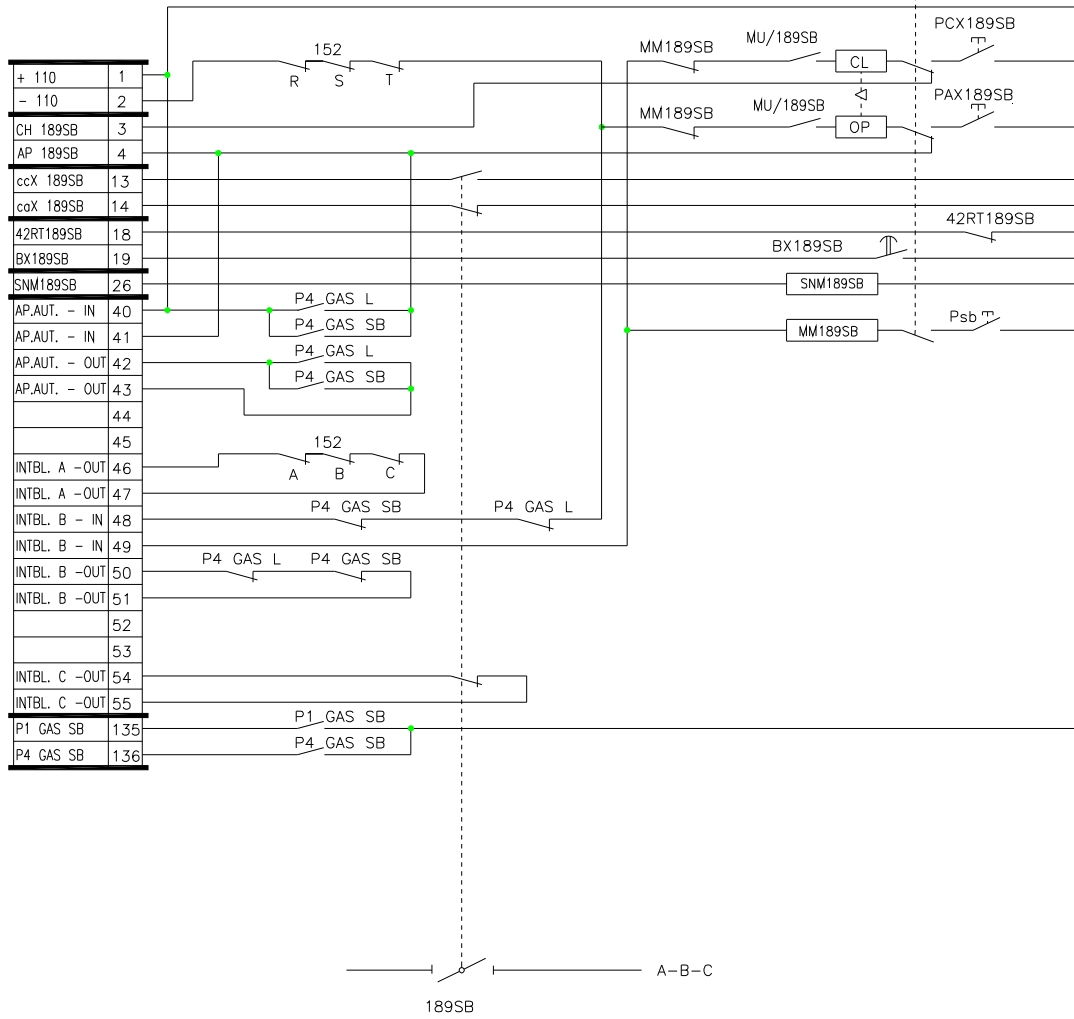 PCX189SB
152
MM189SB
MU/189SB
CL
R S T
+ 110 1
- 110 2
PAX189SB
MM189SB
MU/189SB
OP
CH 189SB 3
AP 189SB 4
ccX 189SB 13
caX 189SB 14
42RT189SB 18
42RT189SB
BX189SB 19
BX189SB
SNM189SB 26
SNM189SB
AP.AUT. - IN 40
P4 GAS L
AP.AUT. - IN 41
P4 GAS SB
Psb
MM189SB
AP.AUT. - OUT 42
P4 GAS L
AP.AUT. - OUT 43
P4 GAS SB
44
45
152
INTBL. A -OUT 46
A B C
INTBL. A -OUT 47
INTBL. B - IN 48
P4 GAS SB
P4 GAS L
INTBL. B - IN 49
INTBL. B -OUT 50
P4 GAS L
P4 GAS SB
INTBL. B -OUT 51
52
53
INTBL. C -OUT 54
INTBL. C -OUT 55
P1 GAS SB 135
P1 GAS SB
P4 GAS SB 136
P4 GAS SB
A-B-C
189SB